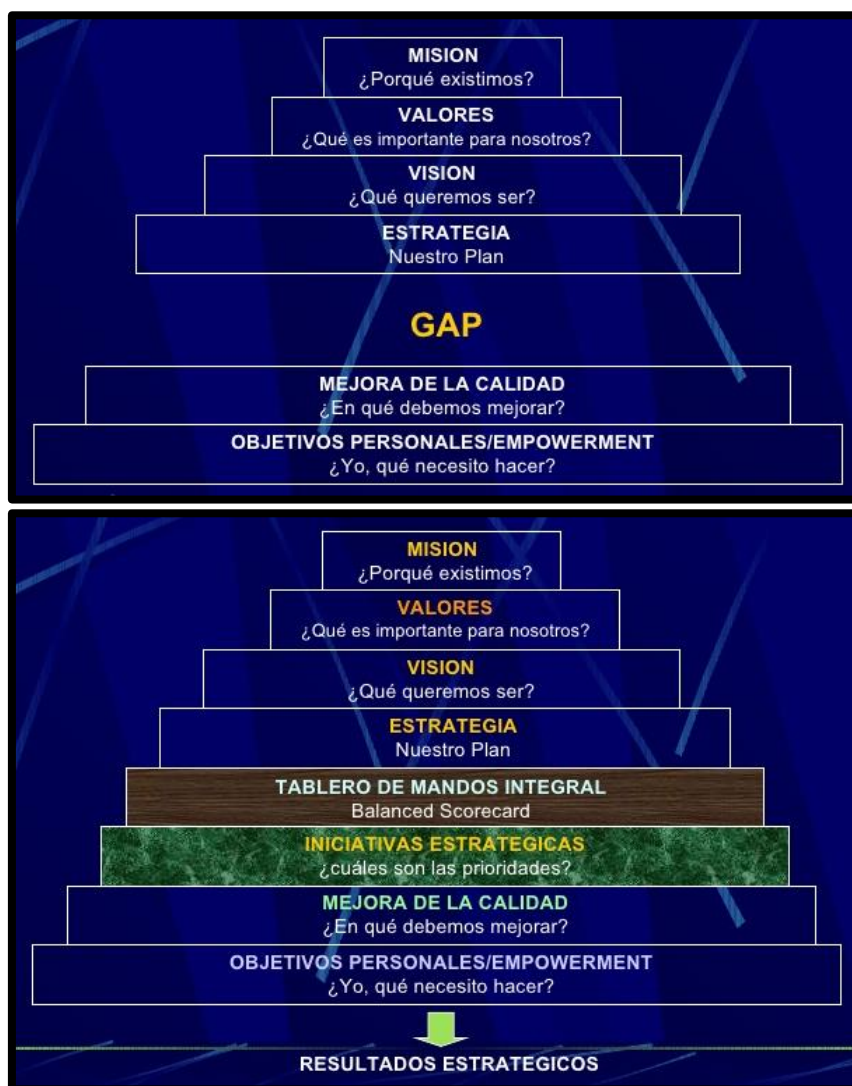 MISION
¿Porqué existimos?
VALORES
¿Qué es importante para nosotros?
VISION
¿Qué queremos ser?
ESTRATEGIA
Nuestro Plan
GAP
MEJORA DE LA CALIDAD
¿En qué debemos mejorar?
OBJETIVOS PERSONALES/EMPOWERMENT
¿Yo, qué necesito hacer?
MISION
¿Porqué existimos?
VALORES
¿Qué es importante para nosotros?
VISION
¿Qué queremos ser?
ESTRATEGIA
Nuestro Plan
TABLERO DE MANDOS INTEGRAL
Balanced Scorecard
INICIATIVAS ESTRATEGICAS
¿cuáles son las prioridades?
MEJORA DE LA CALIDAD
¿En qué debemos mejorar?
OBJETIVOS PERSONALES/EMPOWERMENT
¿Yo, qué necesito hacer?
RESULTADOS ESTRATEGICOS